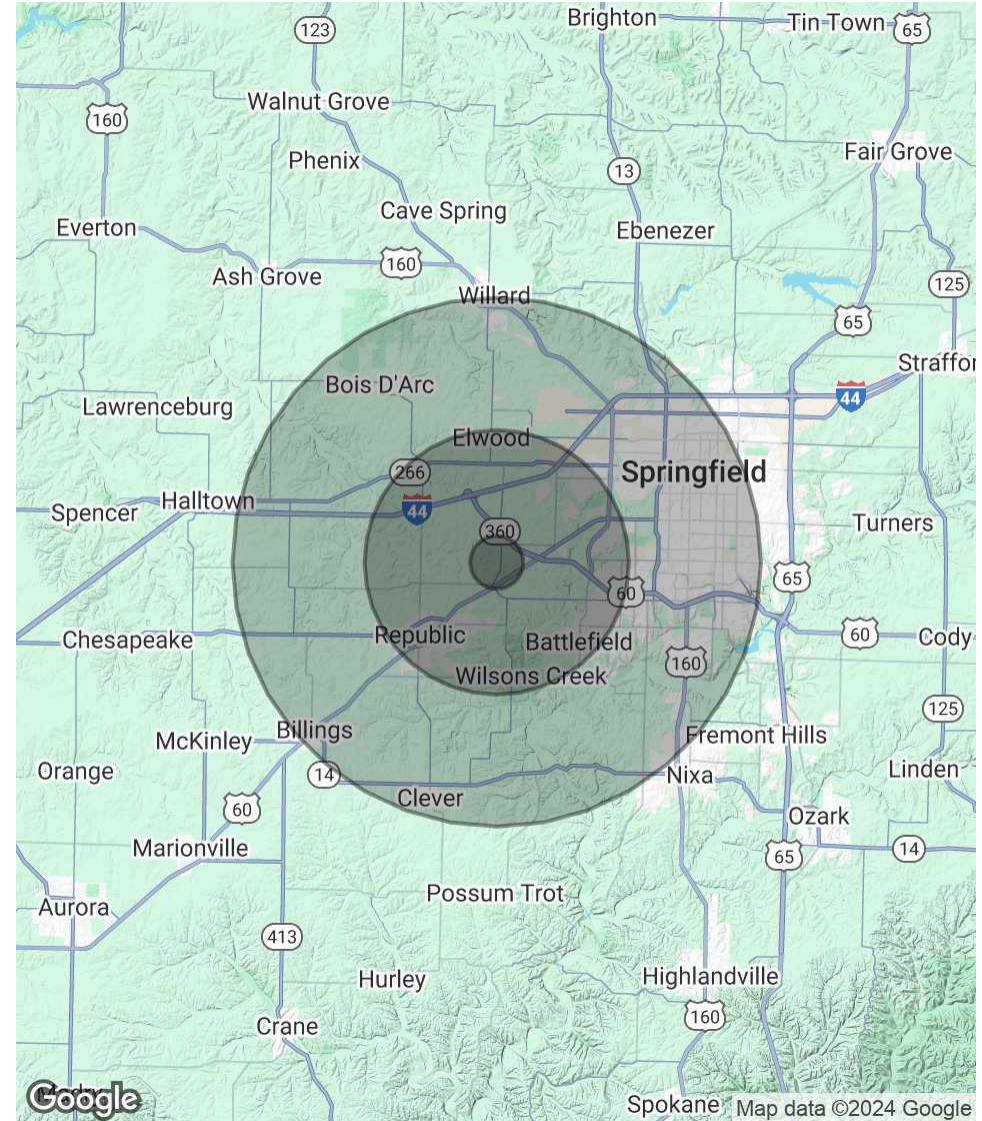 Brighton
Tin Town
65
123
Walnut Grove
160
Phenix
13
Fair Grove
Cave Spring
Everton
Ebenezer
160
Ash Grove
125
Willard
65
Straffor
Bois D'Arc
44
Lawrenceburg
Elwood
266
Springfield
Halltown
44
Spencer
Turners
360
65
60
Republic
Battlefield
60
Cody
Chesapeake
160
Wilsons Creek
125
Billings
Fremont Hills
McKinley
Orange
14
Nixa
Linden
Clever
60
Ozark
Marionville
65
14
Possum Trot
Aurora
413
Hurley
Highlandville
160
Crane
Google
Spokane
Map data ©2024 Google